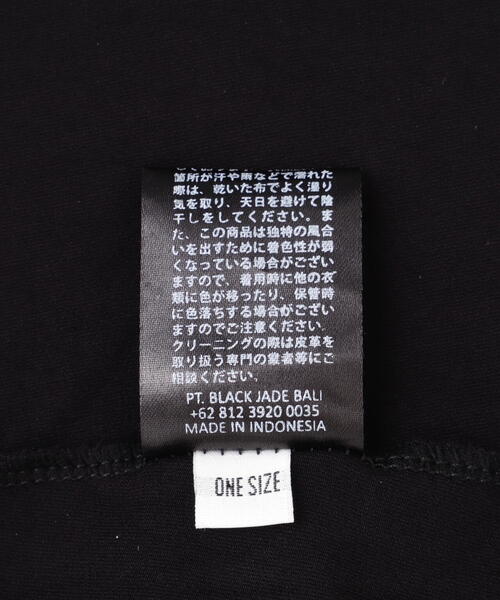 箇所が汗や雨などで濡れた
際は、乾いた布でよく湿り
気を取り、天日を避けて陰
干しをしてください。ま
た、この商品は独特の風合
いを出すために着色性が弱
くなっている場合がござい
ますので、着用時に他の衣
類に色が移ったり、保管時
に色落ちする場合がござい
ますのでご注意ください。
クリーニングの際は皮革を
取り扱う専門の業者等にご
相談ください。
PT. BLACK JADE BALI
+62 812 3920 0035
MADE IN INDONESIA
ONE SIZE